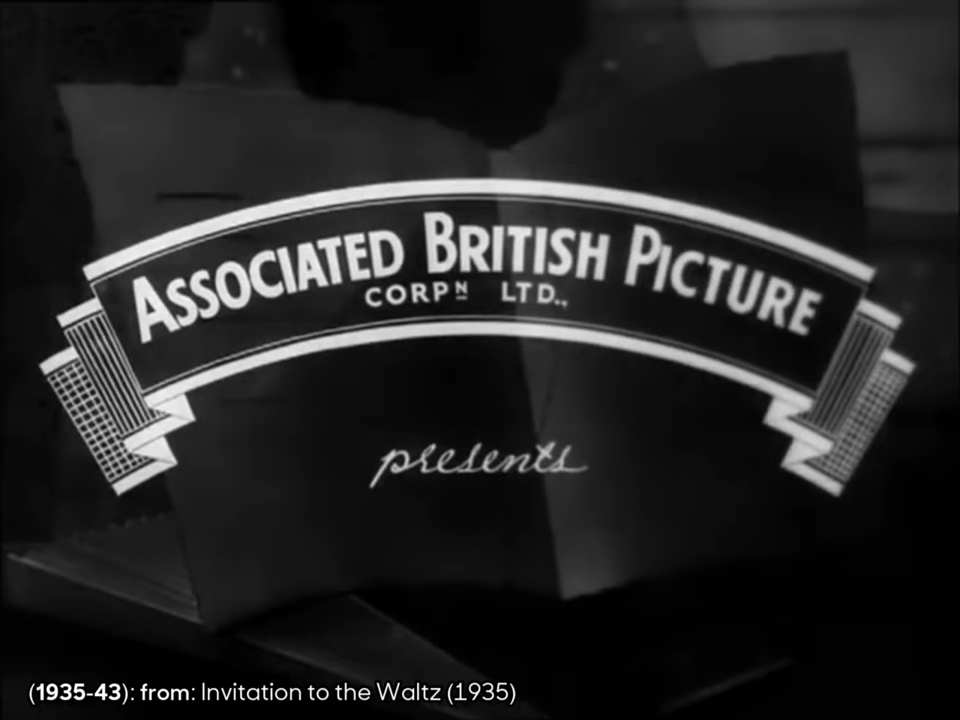 ASSOCIATED BRITISH PICTURE
CORPN LTD.,
presents
(1935-43): from: Invitation to the Waltz (1935)